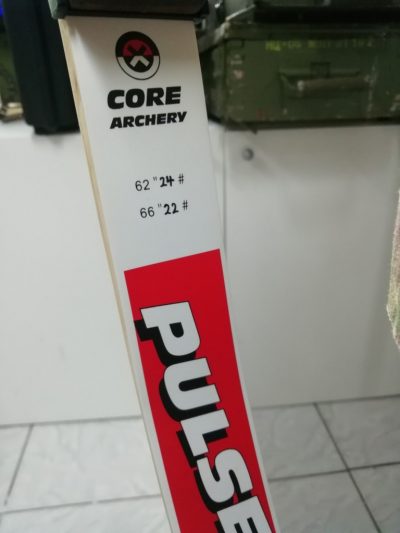 CORE
ARCHERY
62" 24#
66" 22#
PULSE